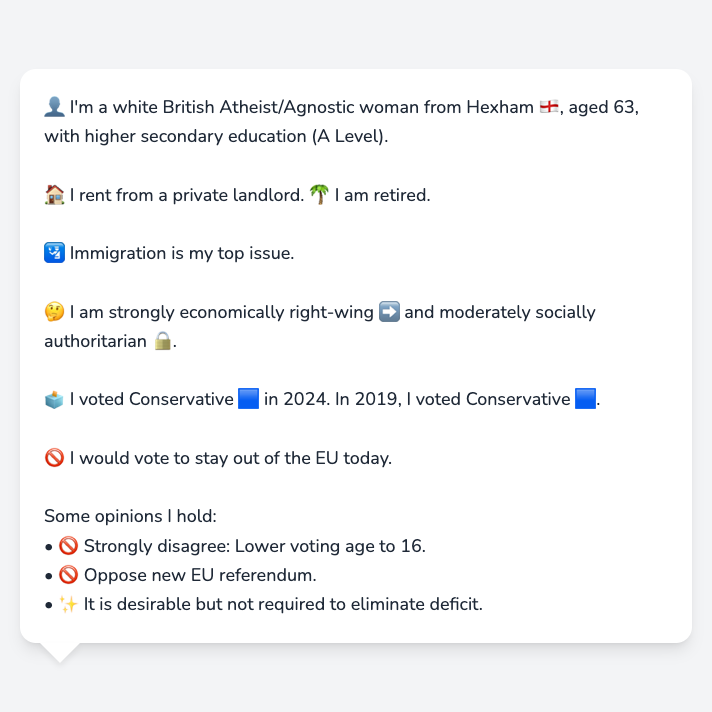 👤 I'm a white British Atheist/Agnostic woman from Hexham 🏴󠁧󠁢󠁥󠁮󠁧󠁿, aged 63,
with higher secondary education (A Level).
🏠 I rent from a private landlord. 🌴 I am retired.
🛂 Immigration is my top issue.
🤔 I am strongly economically right-wing ➡️ and moderately socially
authoritarian 🔒.
🗳️ I voted Conservative 🟦 in 2024. In 2019, I voted Conservative 🟦.
🚫 I would vote to stay out of the EU today.
Some opinions I hold:
• 🚫 Strongly disagree: Lower voting age to 16.
• 🚫 Oppose new EU referendum.
• ✨ It is desirable but not required to eliminate deficit.